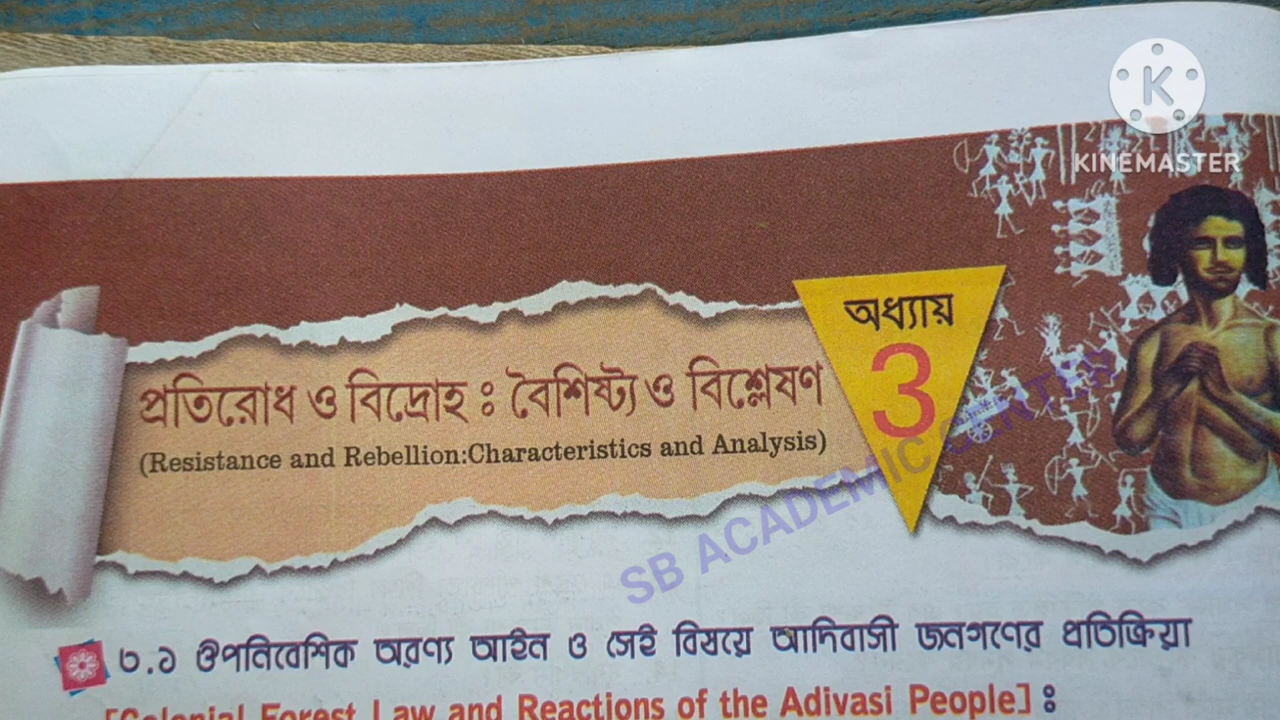 K
KINEMASTER
অধ্যায়
3
প্রতিরোধ ও বিদ্রোহ : বৈশিষ্ট্য ও বিশ্লেষণ
(Resistance and Rebellion:Characteristics and Analysis)
SB ACADEMIC CENTER
৩.১ ঔপনিবেশিক অরণ্য আইন ও সেই বিষয়ে আদিবাসী জনগণের প্রতিক্রিয়া
[Colonial Forest Law and Reactions of the Adivasi People] :